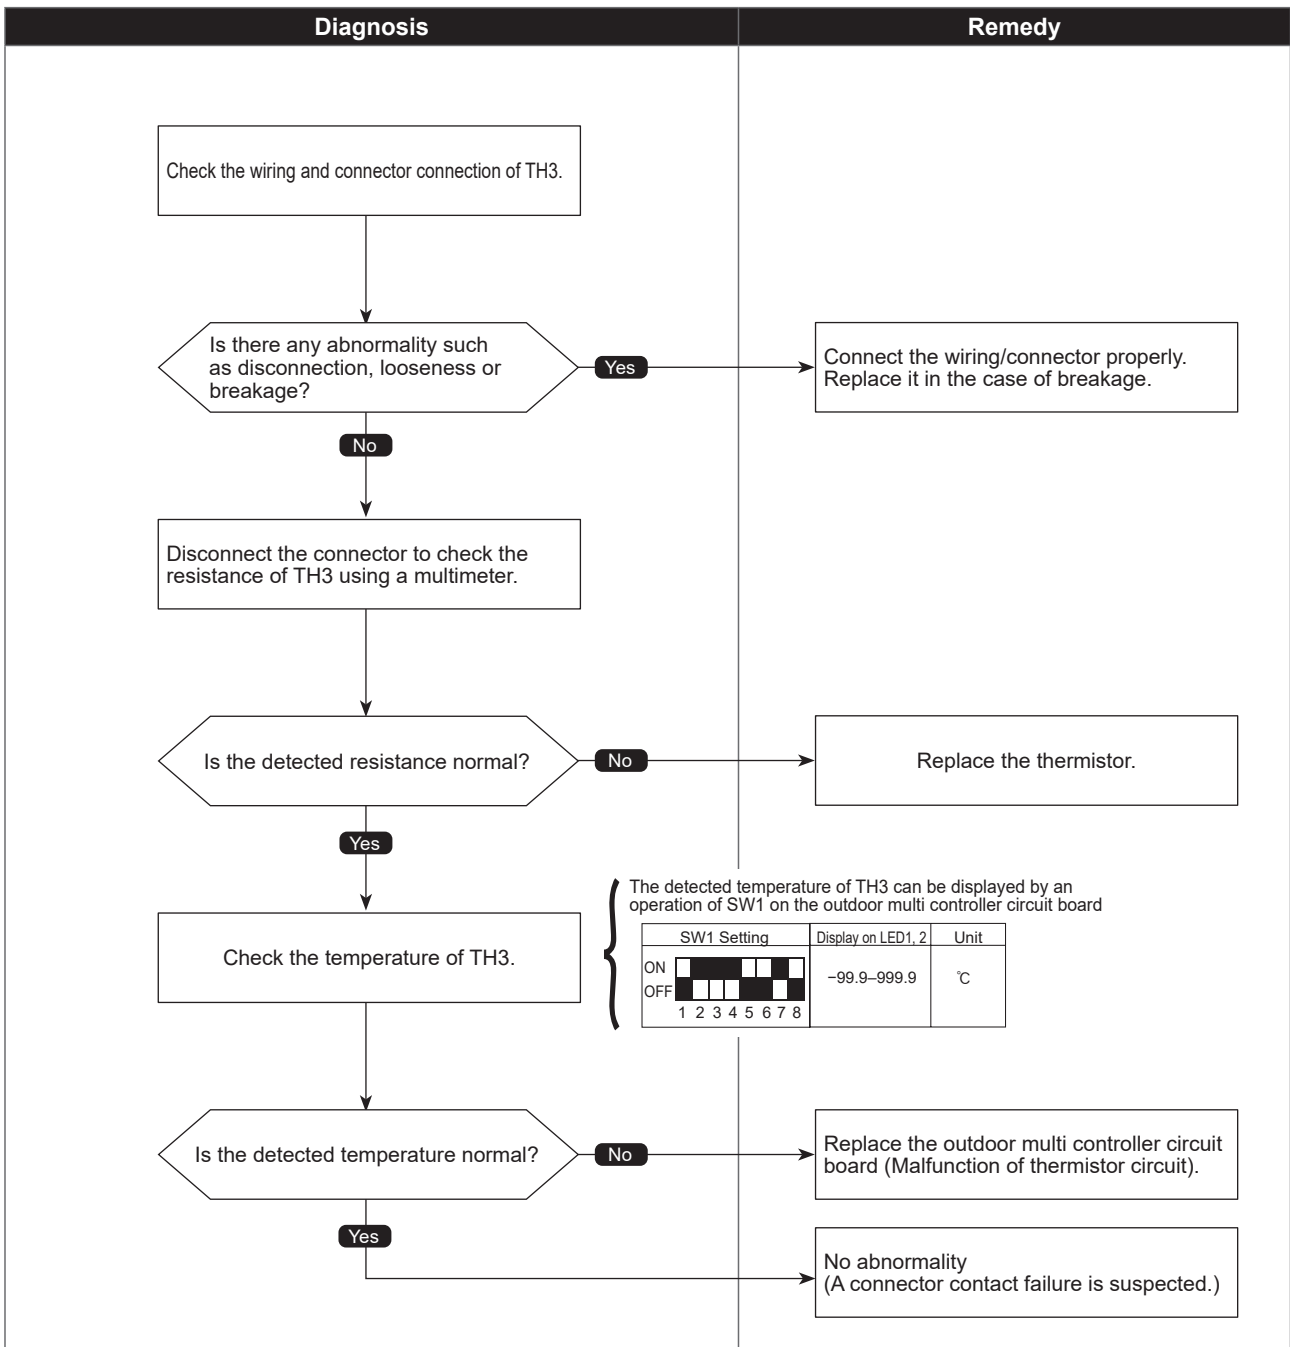 Diagnosis
Remedy
Check the wiring and connector connection of TH3.
Is there any abnormality such
as disconnection, looseness or
breakage?
Yes
Connect the wiring/connector properly.
Replace it in the case of breakage.
No
Disconnect the connector to check the
resistance of TH3 using a multimeter.
Is the detected resistance normal?
No
Replace the thermistor.
Yes
The detected temperature of TH3 can be displayed by an
operation of SW1 on the outdoor multi controller circuit board
SW1 Setting
Display on LED1, 2
Unit
Check the temperature of TH3.
ON
OFF
1 2 3 4 5 6 7 8
−99.9–999.9
℃
Is the detected temperature normal?
No
Replace the outdoor multi controller circuit
board (Malfunction of thermistor circuit).
Yes
No abnormality
(A connector contact failure is suspected.)